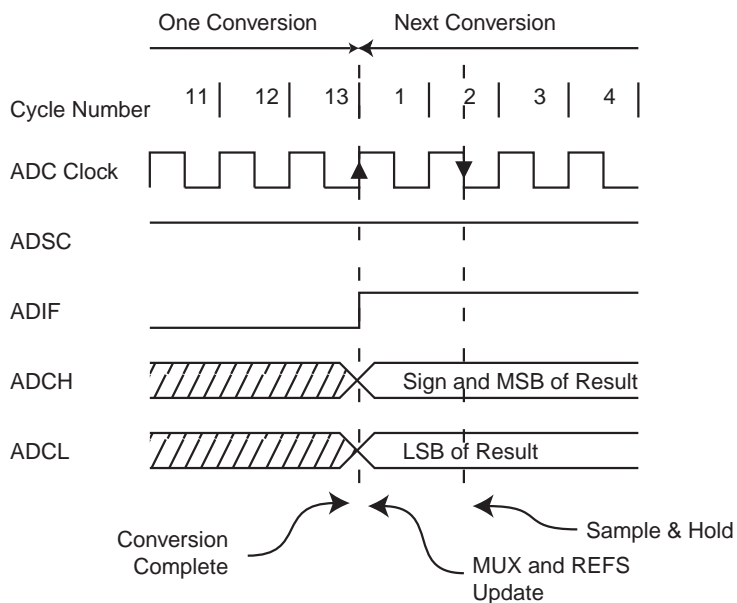 One Conversion Next Conversion
Cycle Number 11 12 13 1 2 3 4
ADC Clock
ADSC
ADIF
ADCH Sign and MSB of Result
ADCL LSB of Result
Conversion
Complete
MUX and REFS
Update
Sample & Hold